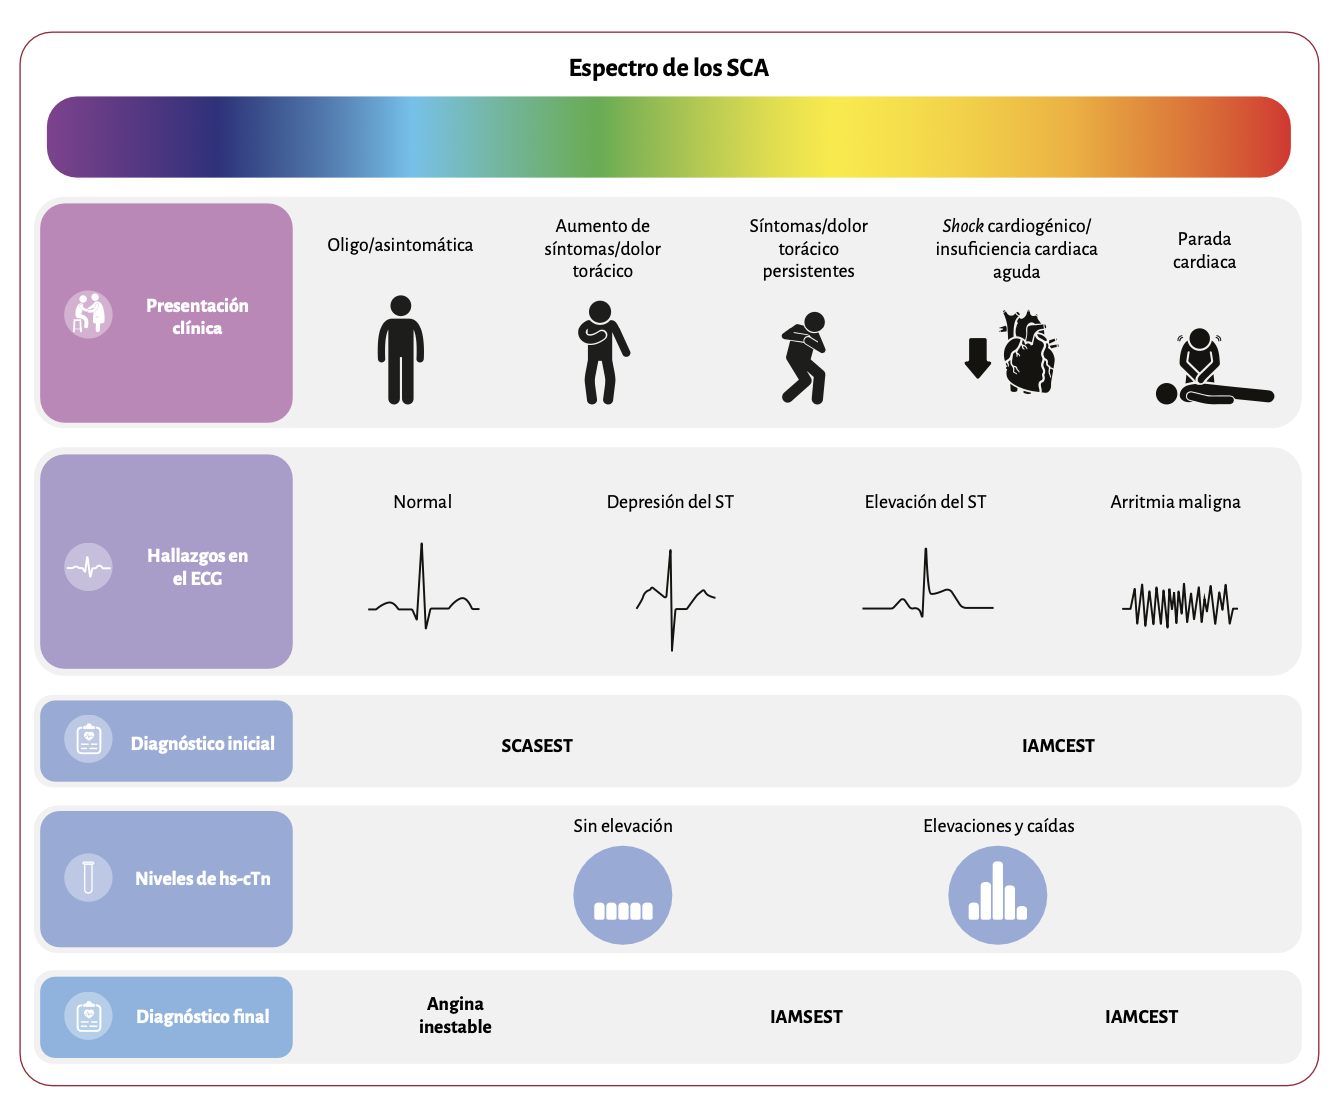 Espectro de los SCA
Presentación
clínica
Oligo/asintomática
Aumento de
síntomas/dolor
torácico
Síntomas/dolor
torácico
persistentes
Shock cardiogénico/
insuficiencia cardiaca
aguda
Parada
cardiaca
Hallazgos en
el ECG
Normal
Depresión del ST
Elevación del ST
Arritmia maligna
Diagnóstico inicial
SCASEST
IAMCEST
Niveles de hs-cTn
Sin elevación
Elevaciones y caídas
Diagnóstico final
Angina
inestable
IAMSEST
IAMCEST